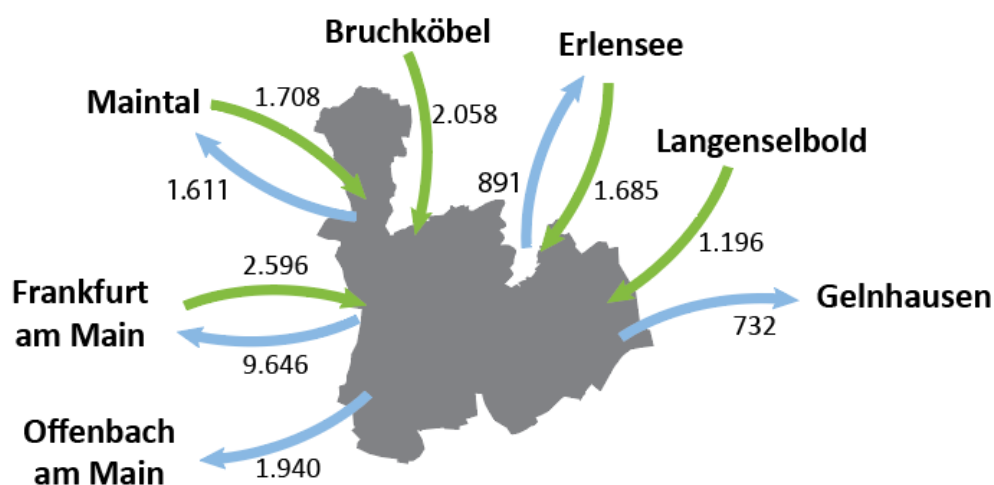 Bruchköbel
Erlensee
Maintal
1.708
2.058
Langenselbold
1.611
891
1.685
1.196
2.596
Frankfurt
am Main
Gelnhausen
732
9.646
Offenbach
am Main
1.940